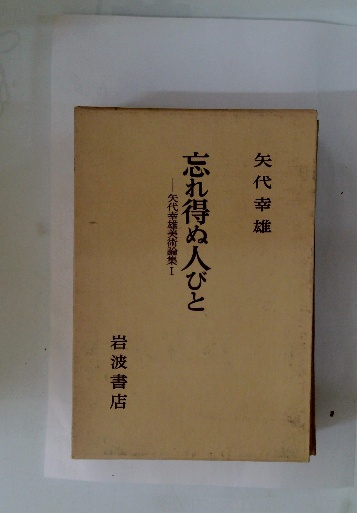 矢代幸雄
忘れ得ぬ人びと
―矢代幸雄美術論集Ⅰ
岩波書店